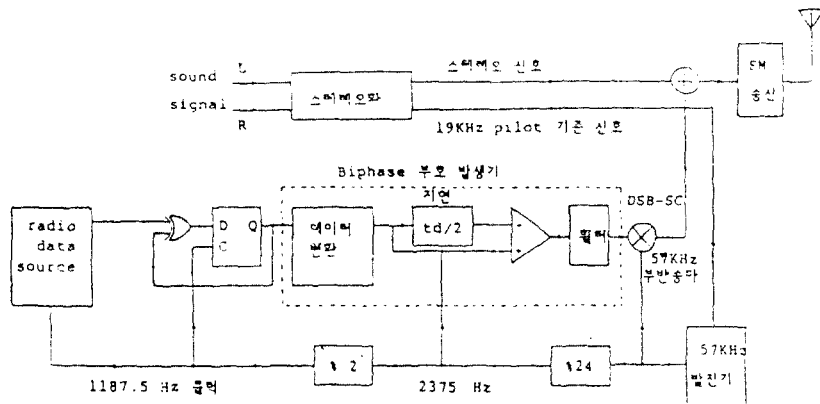 sound L
signal R
스테레오화
스테레오 신호
19KHz pilot 기준 신호
FM
송신
Biphase 부호 발생기
지연
DSB-SC
radio
data
source
D Q
C
데이터
변환
td/2
필터
57KHz
부반송파
% 2
%24
57KHz
발진기
1187.5 Hz 클럭
2375 Hz